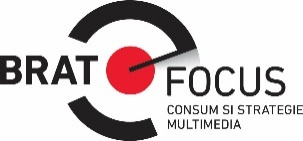 BRAT
FOCUS
CONSUM SI STRATEGIE
MULTIMEDIA